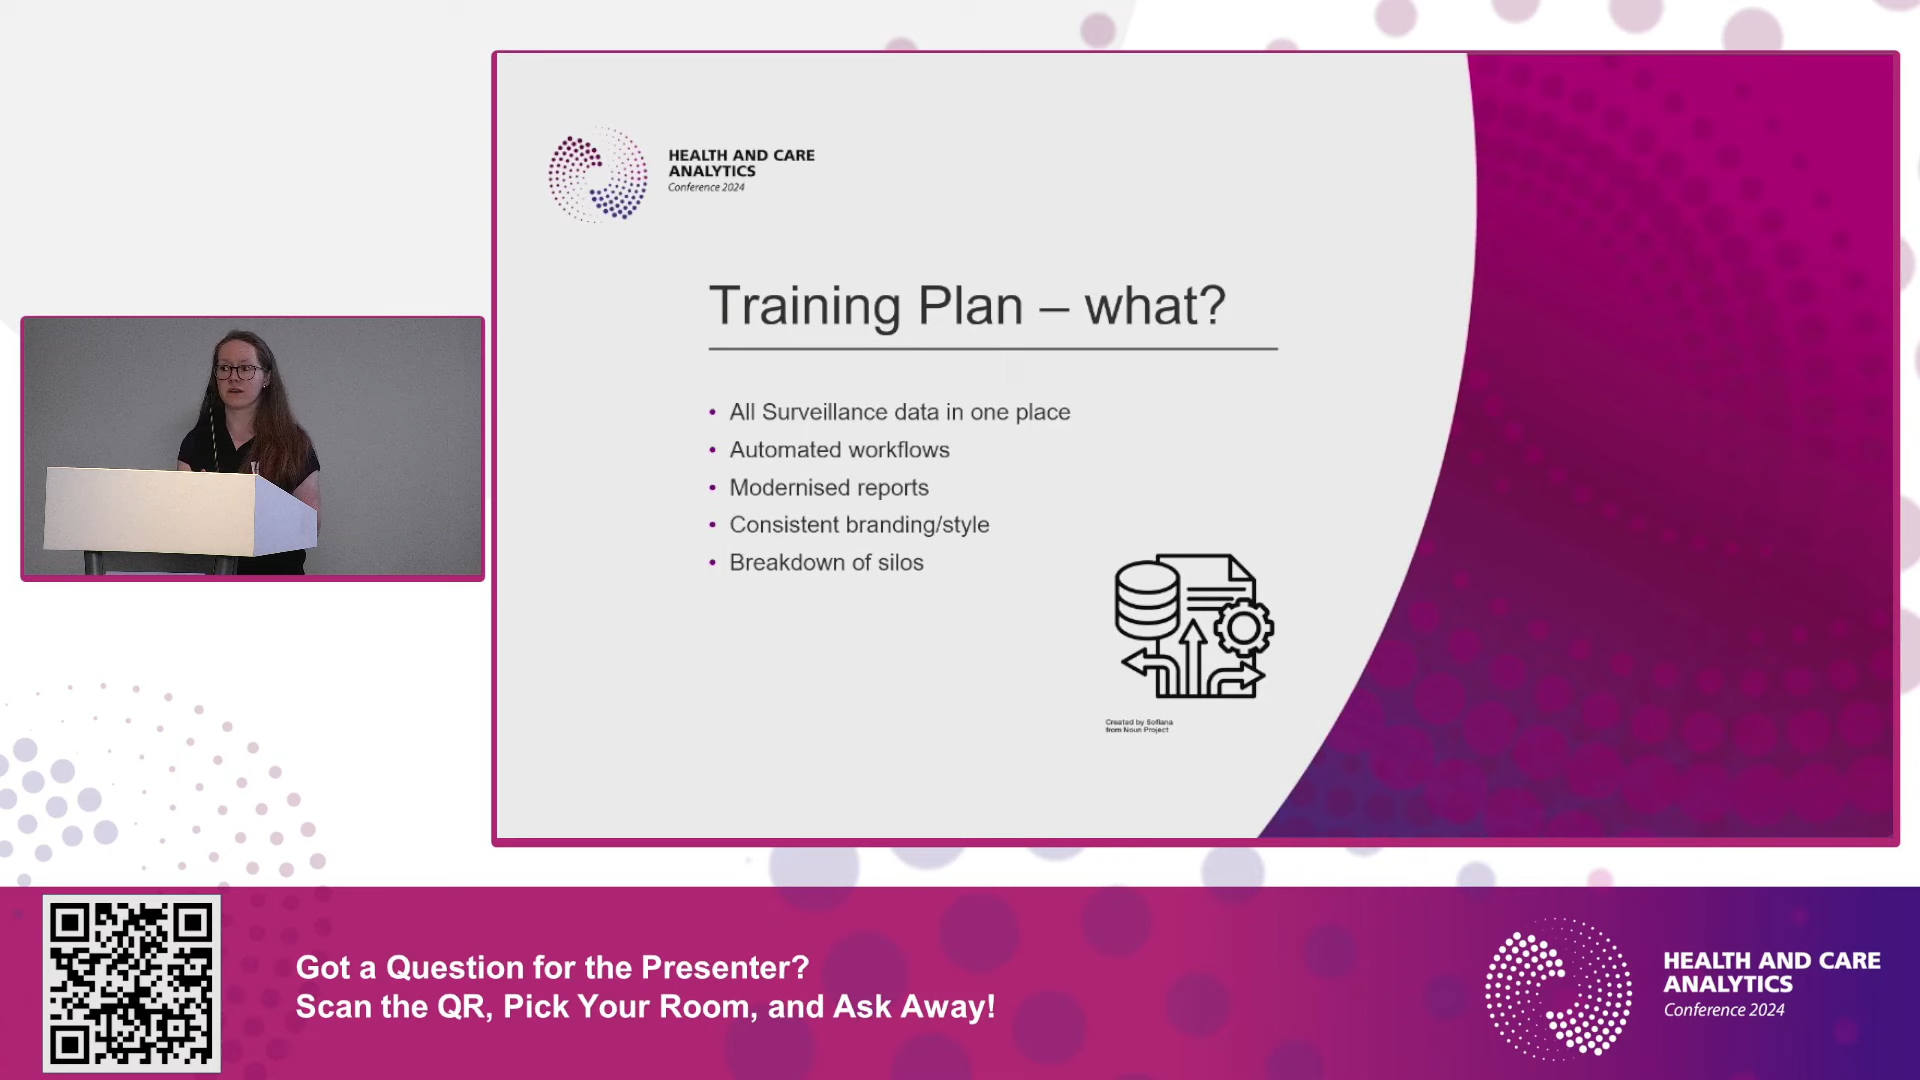 HEALTH AND CARE
ANALYTICS
Conference 2024
Training Plan – what?
• All Surveillance data in one place
• Automated workflows
• Modernised reports
• Consistent branding/style
• Breakdown of silos
Created by Sofiana
from Noun Project
Got a Question for the Presenter?
Scan the QR, Pick Your Room, and Ask Away!
HEALTH AND CARE
ANALYTICS
Conference 2024